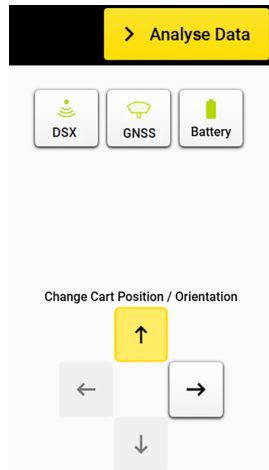 Analyse Data
DSX
GNSS
Battery
Change Cart Position / Orientation